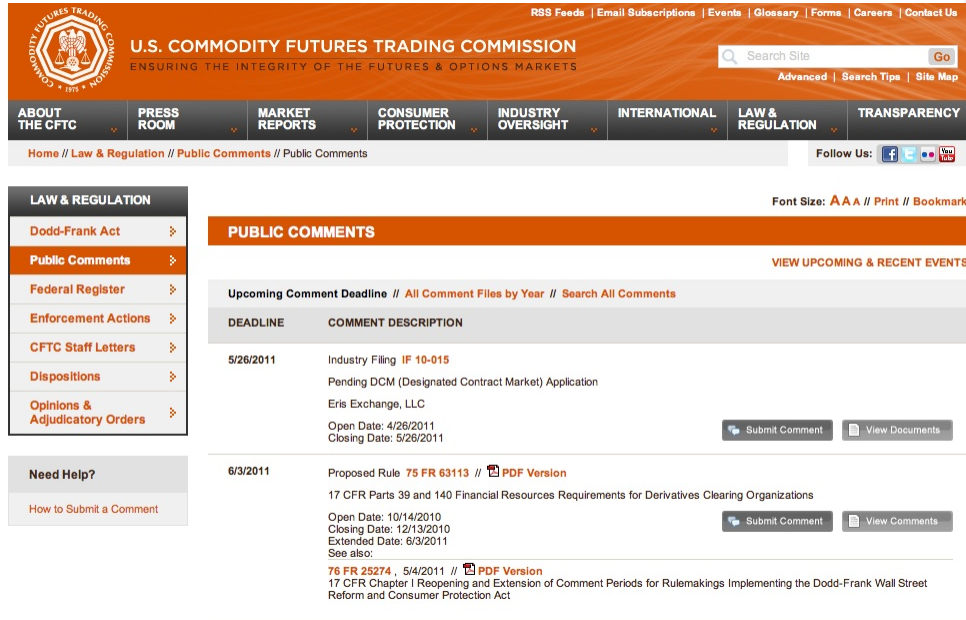 RSS Feeds | Email Subscriptions | Events | Glossary | Forms | Careers | Contact Us
COMMODITY FUTURES TRADING COMMISSION
* 1975 *
U.S. COMMODITY FUTURES TRADING COMMISSION
ENSURING THE INTEGRITY OF THE FUTURES & OPTIONS MARKETS
Search Site
Go
Advanced | Search Tips | Site Map
ABOUT
THE CFTC
PRESS
ROOM
MARKET
REPORTS
CONSUMER
PROTECTION
INDUSTRY
OVERSIGHT
INTERNATIONAL
LAW &
REGULATION
TRANSPARENCY
Home // Law & Regulation // Public Comments // Public Comments
Follow Us:
f
t
You
Tube
LAW & REGULATION
Dodd-Frank Act
Public Comments
Federal Register
Enforcement Actions
CFTC Staff Letters
Dispositions
Opinions &
Adjudicatory Orders
Need Help?
How to Submit a Comment
Font Size: A A A // Print // Bookmark
PUBLIC COMMENTS
VIEW UPCOMING & RECENT EVENTS
Upcoming Comment Deadline // All Comment Files by Year // Search All Comments
DEADLINE COMMENT DESCRIPTION
5/26/2011 Industry Filing IF 10-015
Pending DCM (Designated Contract Market) Application
Eris Exchange, LLC
Open Date: 4/26/2011
Closing Date: 5/26/2011
Submit Comment View Documents
6/3/2011 Proposed Rule 75 FR 63113 // PDF Version
17 CFR Parts 39 and 140 Financial Resources Requirements for Derivatives Clearing Organizations
Open Date: 10/14/2010
Closing Date: 12/13/2010
Extended Date: 6/3/2011
See also:
Submit Comment View Comments
76 FR 25274 , 5/4/2011 // PDF Version
17 CFR Chapter I Reopening and Extension of Comment Periods for Rulemakings Implementing the Dodd-Frank Wall Street
Reform and Consumer Protection Act